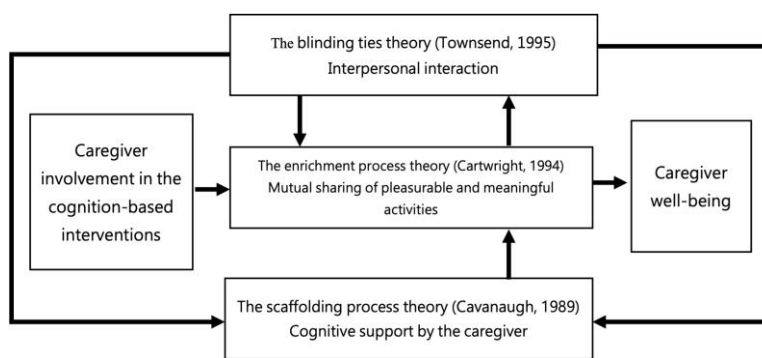 The blinding ties theory (Townsend, 1995)
Interpersonal interaction
Caregiver
involvement in the
cognition-based
interventions
The enrichment process theory (Cartwright, 1994)
Mutual sharing of pleasurable and meaningful
activities
Caregiver
well-being
The scaffolding process theory (Cavanaugh, 1989)
Cognitive support by the caregiver